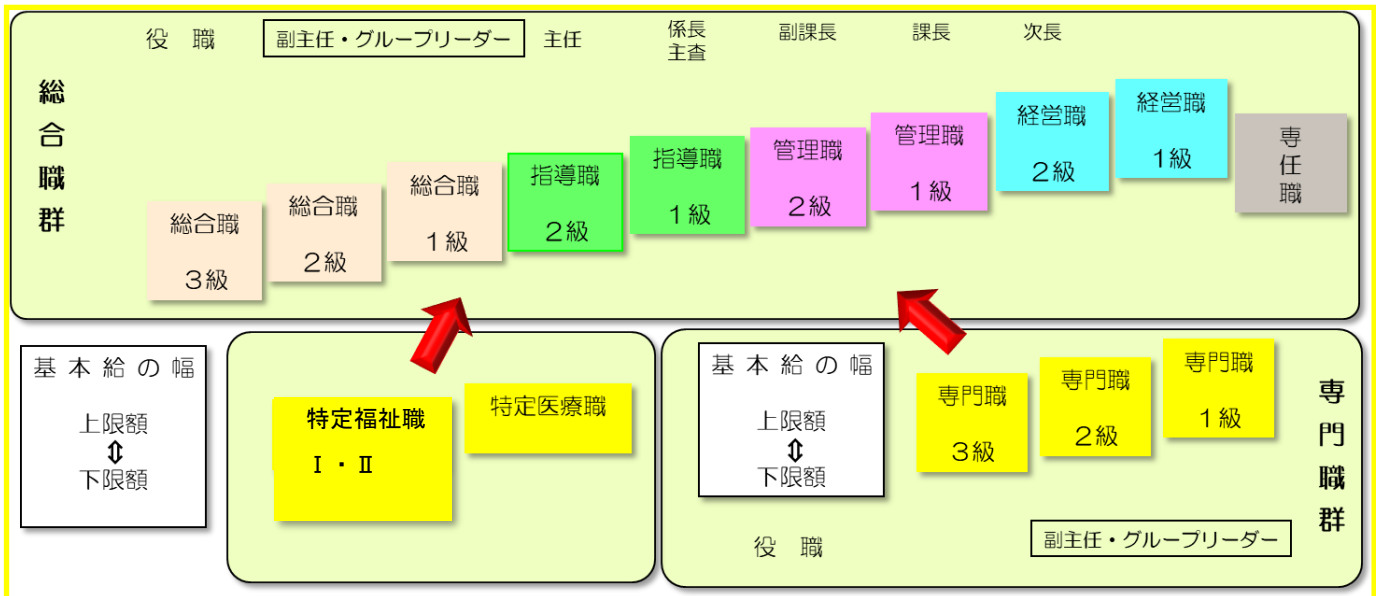 役　職
副主任・グループリーダー
主任
係長
主査
副課長
課長
次長
総合職群
総合職
３級
総合職
２級
総合職
１級
指導職
２級
指導職
１級
管理職
２級
管理職
１級
経営職
２級
経営職
１級
専任職
基本給の幅
上限額
⇕
下限額
特定福祉職
Ⅰ・Ⅱ
特定医療職
基本給の幅
上限額
⇕
下限額
専門職
３級
専門職
２級
専門職
１級
専門職群
役　職
副主任・グループリーダー